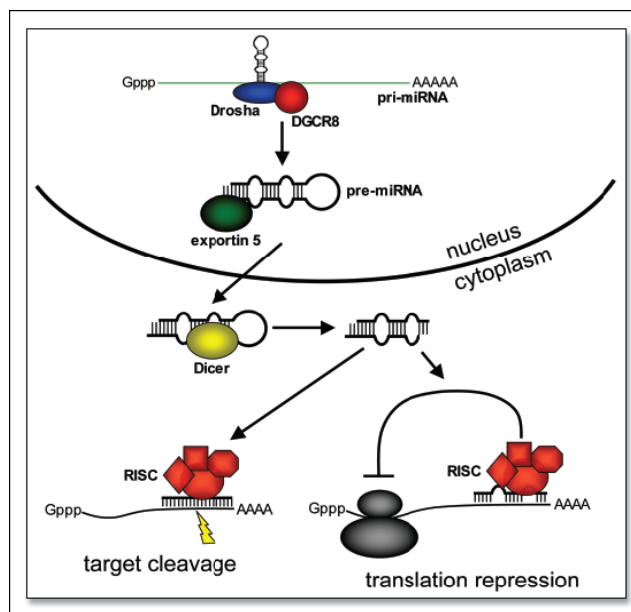 Gppp
AAAAA
pri-miRNA
Drosha
DGCR8
pre-miRNA
exportin 5
nucleus
cytoplasm
Dicer
RISC
RISC
Gppp
AAAA
Gppp
AAAA
target cleavage
translation repression